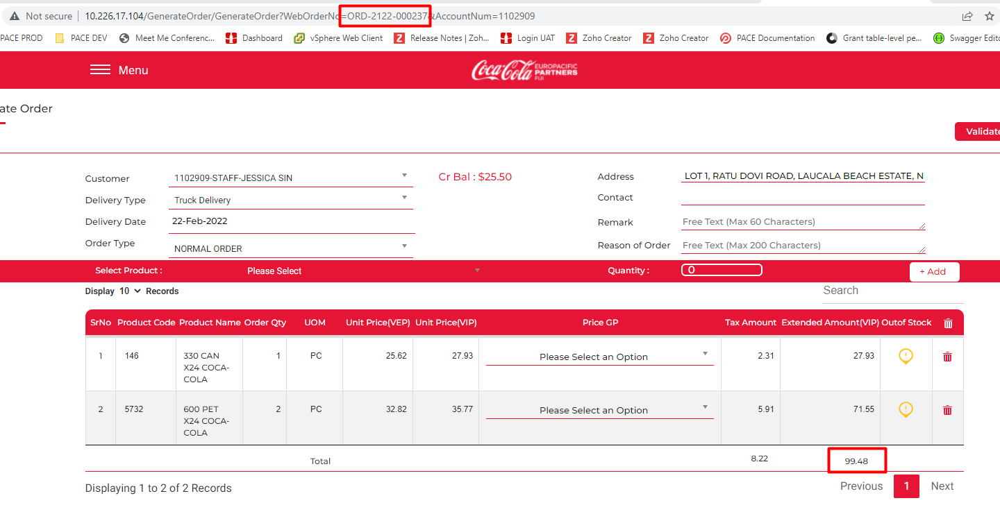 Not secure | 10.226.17.104/GenerateOrder/GenerateOrder?WebOrderNo=ORD-2122-000237&AccountNum=1102909
PACE PROD PACE DEV Meet Me Conferenc... Dashboard vSphere Web Client Release Notes | Zoh... Login UAT Zoho Creator Zoho Creator PACE Documentation Grant table-level pe... Swagger Edito
Menu
Coca-Cola EUROPACIFIC PARTNERS FIJI
ate Order
Validate
Customer 1102909-STAFF-JESSICA SIN Cr Bal : $25.50 Address LOT 1, RATU DOVI ROAD, LAUCALA BEACH ESTATE, N
Delivery Type Truck Delivery Contact
Delivery Date 22-Feb-2022 Remark Free Text (Max 60 Characters)
Order Type NORMAL ORDER Reason of Order Free Text (Max 200 Characters)
Select Product : Please Select Quantity : 0 + Add
Display 10 Records Search
SrNo Product Code Product Name Order Qty UOM Unit Price(VEP) Unit Price(VIP) Price GP Tax Amount Extended Amount(VIP) Outof Stock
1 146 330 CAN 1 PC 25.62 27.93 Please Select an Option 2.31 27.93
X24 COCA-
COLA
2 5732 600 PET 2 PC 32.82 35.77 Please Select an Option 5.91 71.55
X24 COCA-
COLA
Total 8.22 99.48
Displaying 1 to 2 of 2 Records Previous 1 Next